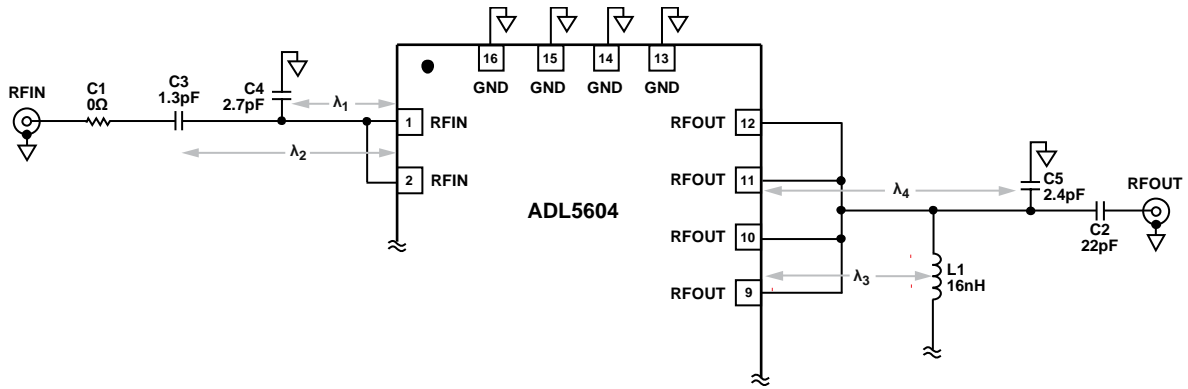 16
15
14
13
GND
GND
GND
GND
RFIN
C1
0Ω
C3
1.3pF
C4
2.7pF
λ1
λ2
1
RFIN
2
RFIN
ADL5604
RFOUT
12
RFOUT
11
RFOUT
10
RFOUT
9
λ4
λ3
L1
16nH
C5
2.4pF
C2
22pF
RFOUT